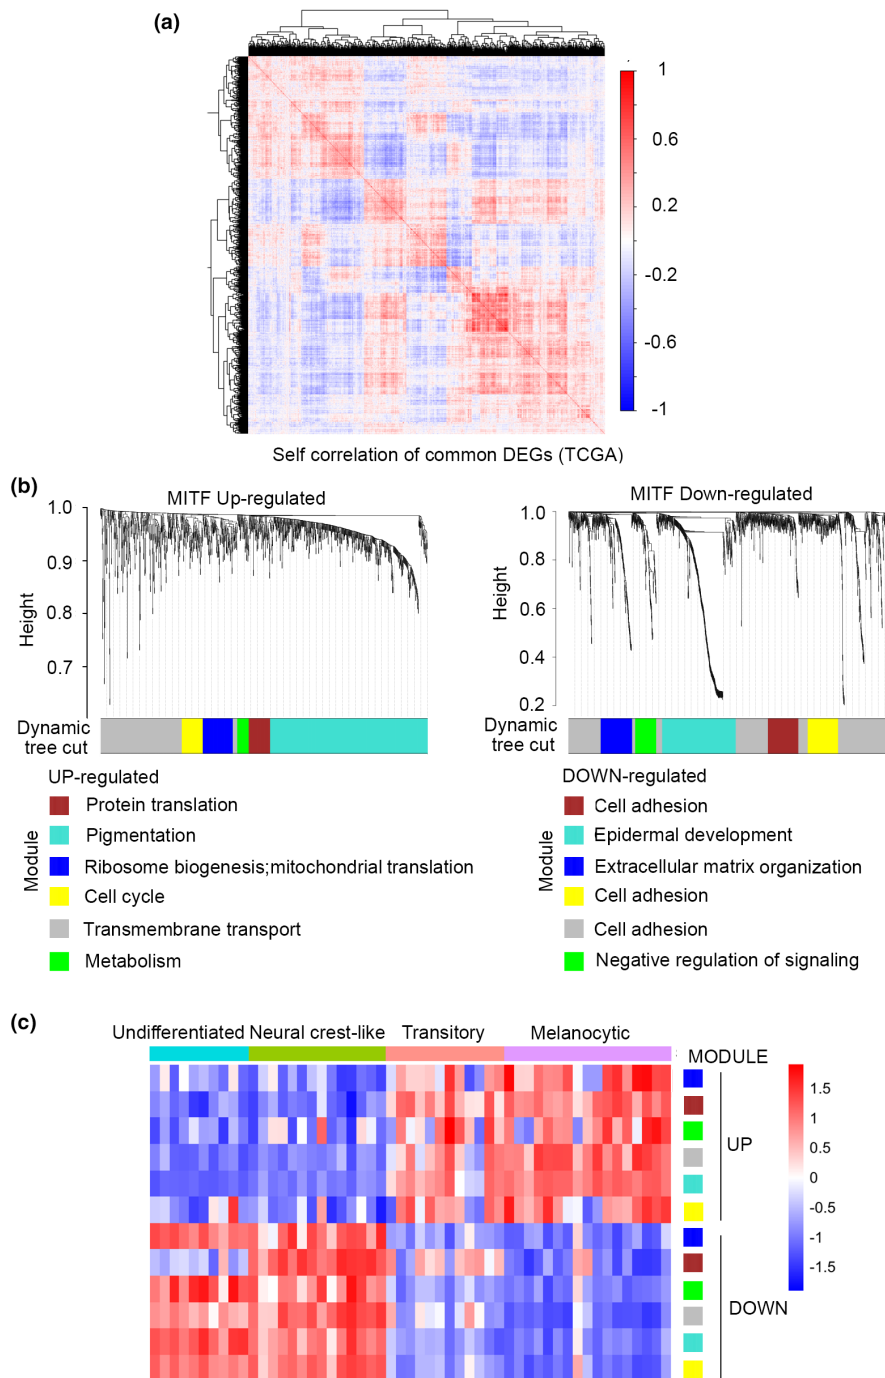 (a)
1
0.6
0.2
-0.2
-0.6
-1
Self correlation of common DEGs (TCGA)
(b)
MITF Up-regulated
1.0
0.9
0.8
0.7
Height
Dynamic
tree cut
MITF Down-regulated
1.0
0.8
0.6
0.4
0.2
Height
Dynamic
tree cut
UP-regulated
Module
Protein translation
Pigmentation
Ribosome biogenesis;mitochondrial translation
Cell cycle
Transmembrane transport
Metabolism
DOWN-regulated
Module
Cell adhesion
Epidermal development
Extracellular matrix organization
Cell adhesion
Cell adhesion
Negative regulation of signaling
(c)
Undifferentiated Neural crest-like Transitory Melanocytic
MODULE
UP
DOWN
1.5
1
0.5
0
-0.5
-1
-1.5